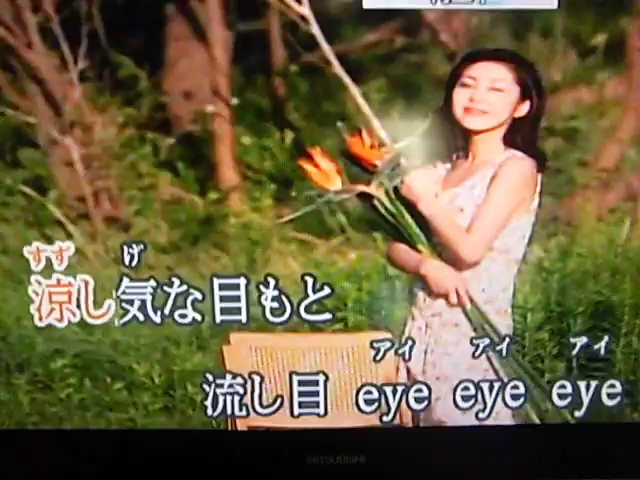 すず げ
涼し気な目もと
アイ アイ アイ
流し目 eye eye eye